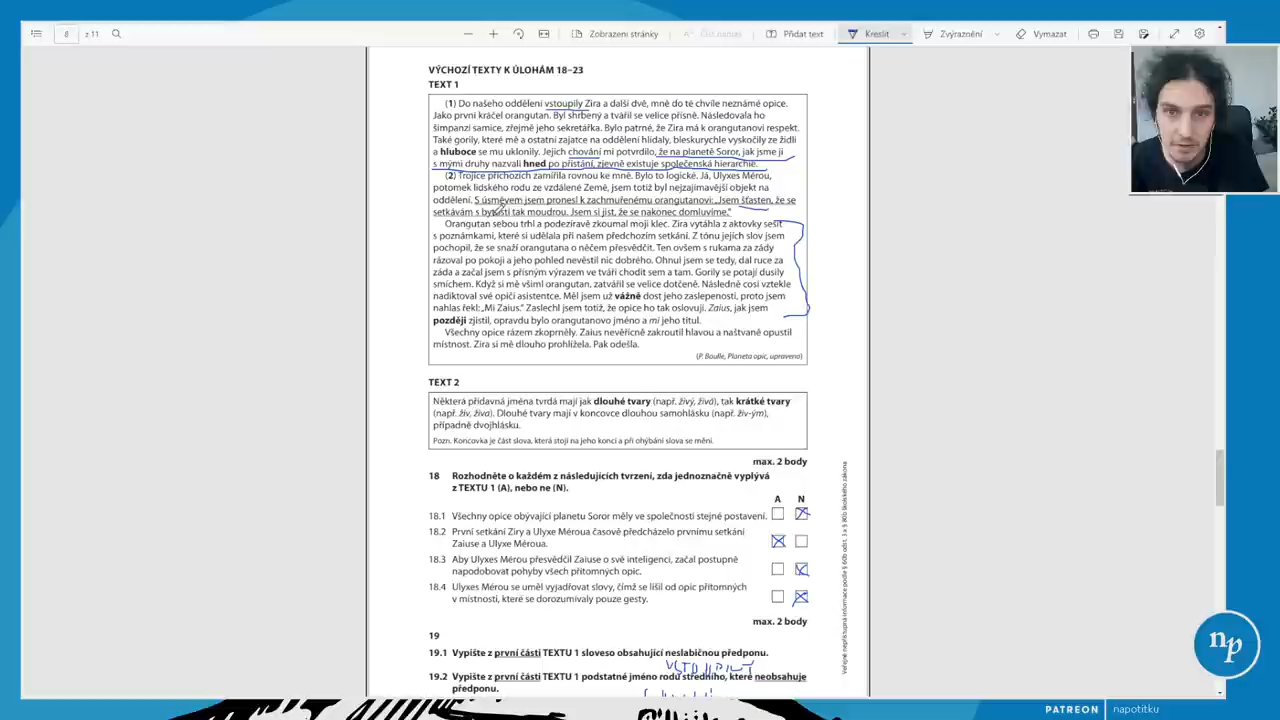 8 z 11
Zobrazení stránky
Číst nahlas
Přidat text
Kreslit
Zvýraznění
Vymazat
VÝCHOZÍ TEXTY K ÚLOHÁM 18–23
TEXT 1
(1) Do našeho oddělení vstoupily Zira a další dvě, mně do té chvíle neznámé opice.
Jako první kráčel orangutan. Byl shrbený a tvářil se velice přísně. Následovala ho
šimpanzí samice, zřejmě jeho sekretářka. Bylo patrné, že Zira má k orangutanovi respekt.
Také gorily, které mě a ostatní zajatce na oddělení hlídaly, bleskurychle vyskočily ze židlí
a hluboce se mu uklonily. Jejich chování mi potvrdilo, že na planetě Soror, jak jsme ji
s mými druhy nazvali hned po přistání, zjevně existuje společenská hierarchie.
(2) Trojice příchozích zamířila rovnou ke mně. Bylo to logické. Já, Ulyxes Mérou,
potomek lidského rodu ze vzdálené Země, jsem totiž byl nejzajímavější objekt na
oddělení. S úsměvem jsem pronesl k zachmuřenému orangutanovi: „Jsem šťasten, že se
setkávám s bytostí tak moudrou. Jsem si jist, že se nakonec domluvíme.“
Orangutan sebou trhl a podezíravě zkoumal moji klec. Zira vytáhla z aktovky sešit
s poznámkami, které si udělala při našem předchozím setkání. Z tónu jejích slov jsem
pochopil, že se snaží orangutana o něčem přesvědčit. Ten ovšem s rukama za zády
rázoval po pokoji a jeho pohled nevěstil nic dobrého. Ohnul jsem se tedy, dal ruce za
záda a začal jsem s přísným výrazem ve tváři chodit sem a tam. Gorily se potají dusily
smíchem. Když si mě všiml orangutan, zatvářil se velice dotčeně. Následně cosi vztekle
nadiktoval své opičí asistence. Měl jsem už vážně dost jeho zaslepenosti, proto jsem
nahlas řekl: „Mi Zaius.“ Zaslechl jsem totiž, že opice ho tak oslovují. Zaius, jak jsem
později zjistil, opravdu bylo orangutanovo jméno a mi jeho titul.
Všechny opice rázem zkoprněly. Zaius nevěřícně zakroutil hlavou a naštvaně opustil
místnost. Zira si mě dlouho prohlížela. Pak odešla.
(P. Boulle, Planeta opic, upraveno)
TEXT 2
Některá přídavná jména tvrdá mají jak dlouhé tvary (např. živý, živá), tak krátké tvary
(např. živ, živa). Dlouhé tvary mají v koncovce dlouhou samohlásku (např. živ-ým),
případně dvojhlásku.
Pozn. Koncovka je část slova, která stojí na jeho konci a při ohýbání slova se mění.
max. 2 body
18 Rozhodněte o každém z následujících tvrzení, zda jednoznačně vyplývá
z TEXTU 1 (A), nebo ne (N).
A N
18.1 Všechny opice obývající planetu Soror měly ve společnosti stejné postavení.
18.2 První setkání Ziry a Ulyxe Méroua časově předcházelo prvnímu setkání
Zaiuse a Ulyxe Méroua.
18.3 Aby Ulyxes Mérou přesvědčil Zaiuse o své inteligenci, začal postupně
napodobovat pohyby všech přítomných opic.
18.4 Ulyxes Mérou se uměl vyjadřovat slovy, čímž se lišil od opic přítomných
v místnosti, které se dorozumívaly pouze gesty.
max. 2 body
19
19.1 Vypište z první části TEXTU 1 sloveso obsahující neslabičnou předponu.
19.2 Vypište z první části TEXTU 1 podstatné jméno rodu středního, které neobsahuje
předponu.
Veřejně nepřístupná informace podle § 60b odst. 3 a § 80b školského zákona
np
PATREON napotitku